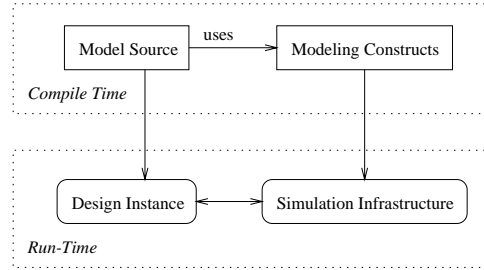 uses
Model Source
Modeling Constructs
Compile Time
Design Instance
Simulation Infrastructure
Run-Time